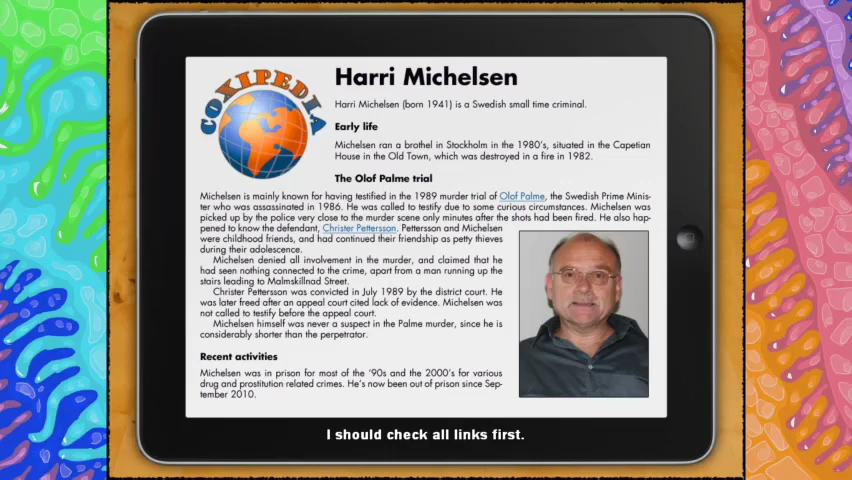 COXIPEDIA
Harri Michelsen
Harri Michelsen (born 1941) is a Swedish small time criminal.
Early life
Michelsen ran a brothel in Stockholm in the 1980's, situated in the Capetian
House in the Old Town, which was destroyed in a fire in 1982.
The Olof Palme trial
Michelsen is mainly known for having testified in the 1989 murder trial of Olof Palme, the Swedish Prime Minis-
ter who was assassinated in 1986. He was called to testify due to some curious circumstances. Michelsen was
picked up by the police very close to the murder scene only minutes after the shots had been fired. He also hap-
pened to know the defendant, Christer Pettersson. Pettersson and Michelsen
were childhood friends, and had continued their friendship as petty thieves
during their adolescence.
Michelsen denied all involvement in the murder, and claimed that he
had seen nothing connected to the crime, apart from a man running up the
stairs leading to Malmskillnad Street.
Christer Pettersson was convicted in July 1989 by the district court. He
was later freed after an appeal court cited lack of evidence. Michelsen was
not called to testify before the appeal court.
Michelsen himself was never a suspect in the Palme murder, since he is
considerably shorter than the perpetrator.
Recent activities
Michelsen was in prison for most of the '90s and the 2000's for various
drug and prostitution related crimes. He's now been out of prison since Sep-
tember 2010.
I should check all links first.